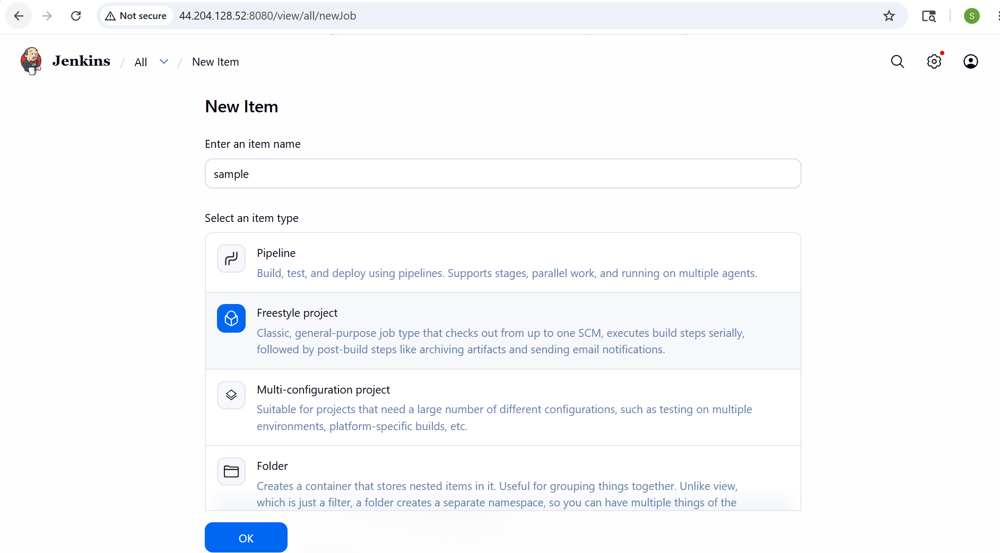 Not secure 44.204.128.52:8080/view/all/newJob S
Jenkins / All / New Item
New Item
Enter an item name
sample
Select an item type
Pipeline
Build, test, and deploy using pipelines. Supports stages, parallel work, and running on multiple agents.
Freestyle project
Classic, general-purpose job type that checks out from up to one SCM, executes build steps serially,
followed by post-build steps like archiving artifacts and sending email notifications.
Multi-configuration project
Suitable for projects that need a large number of different configurations, such as testing on multiple
environments, platform-specific builds, etc.
Folder
Creates a container that stores nested items in it. Useful for grouping things together. Unlike view,
which is just a filter, a folder creates a separate namespace, so you can have multiple things of the
OK